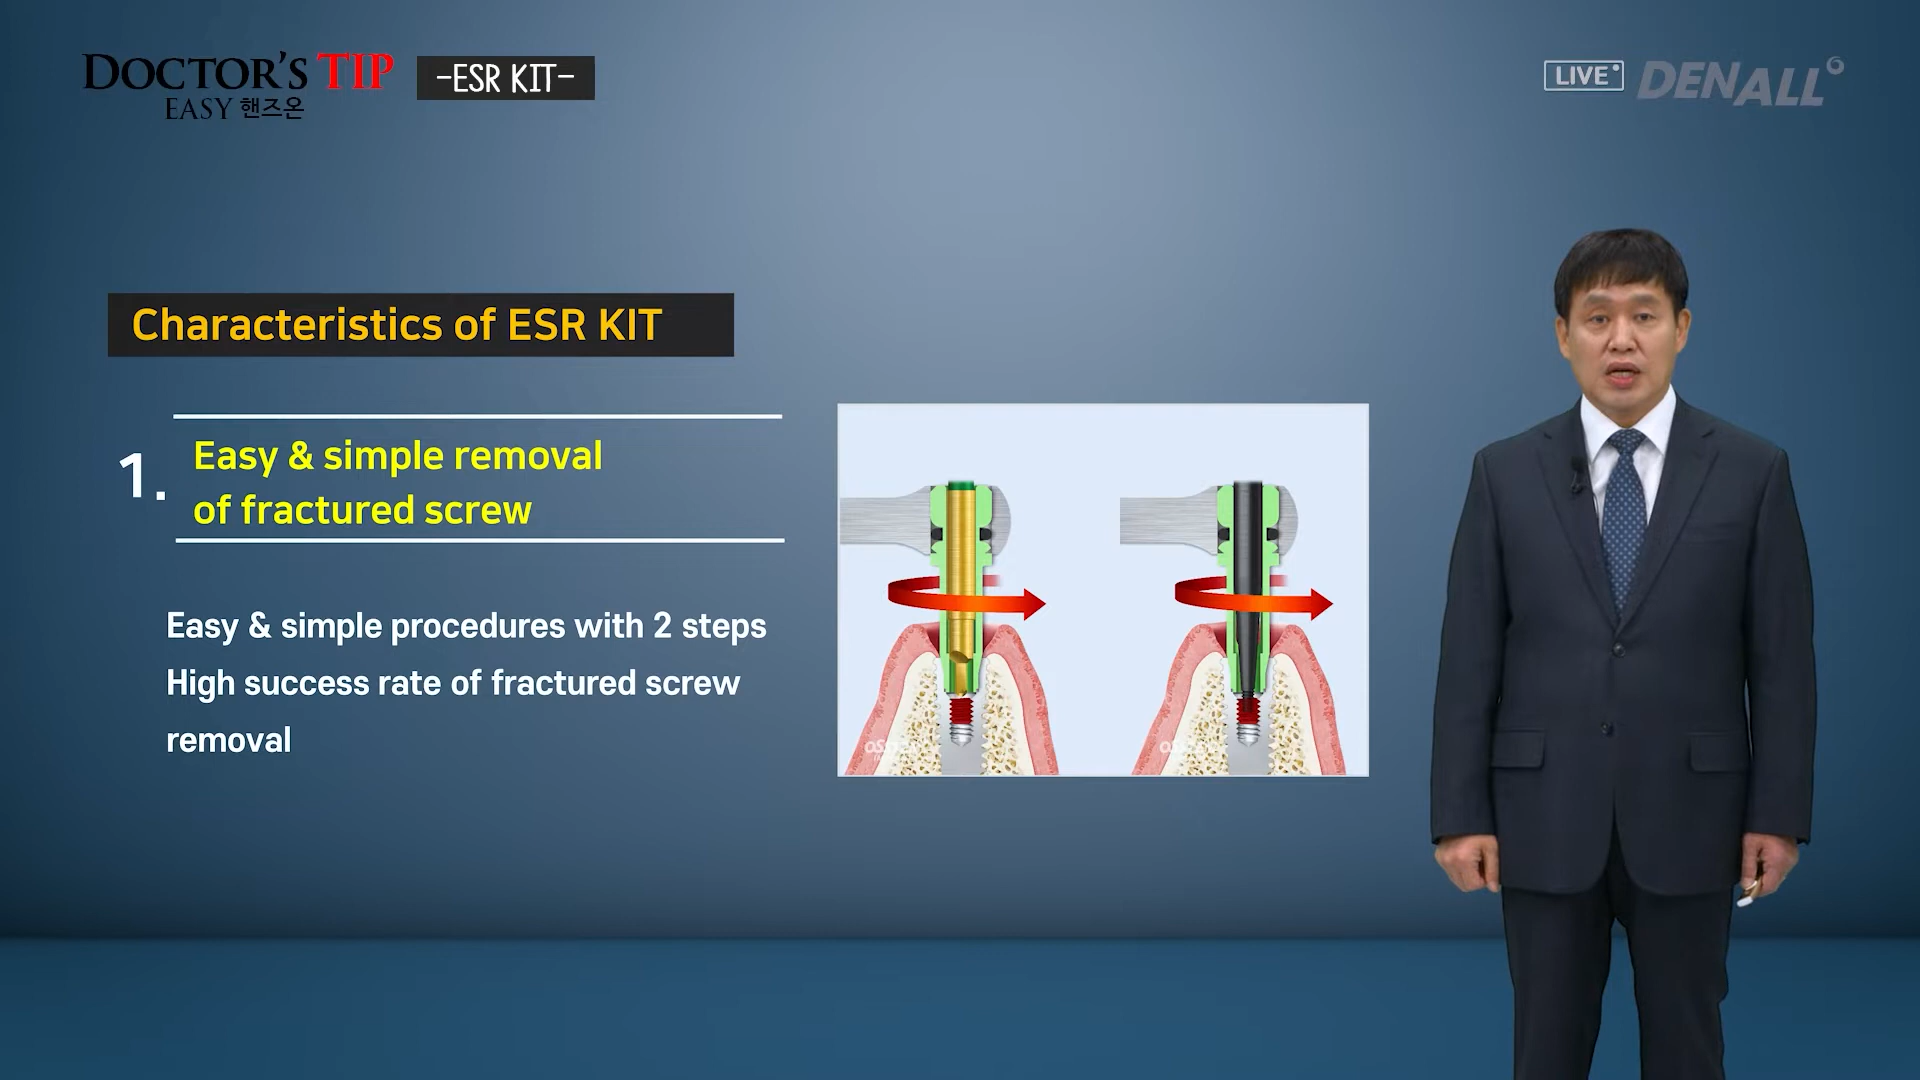 DOCTOR'S TIP
EASY 핸즈온
-ESR KIT-
LIVE
DENALL
Characteristics of ESR KIT
1.
Easy & simple removal
of fractured screw
Easy & simple procedures with 2 steps
High success rate of fractured screw
removal